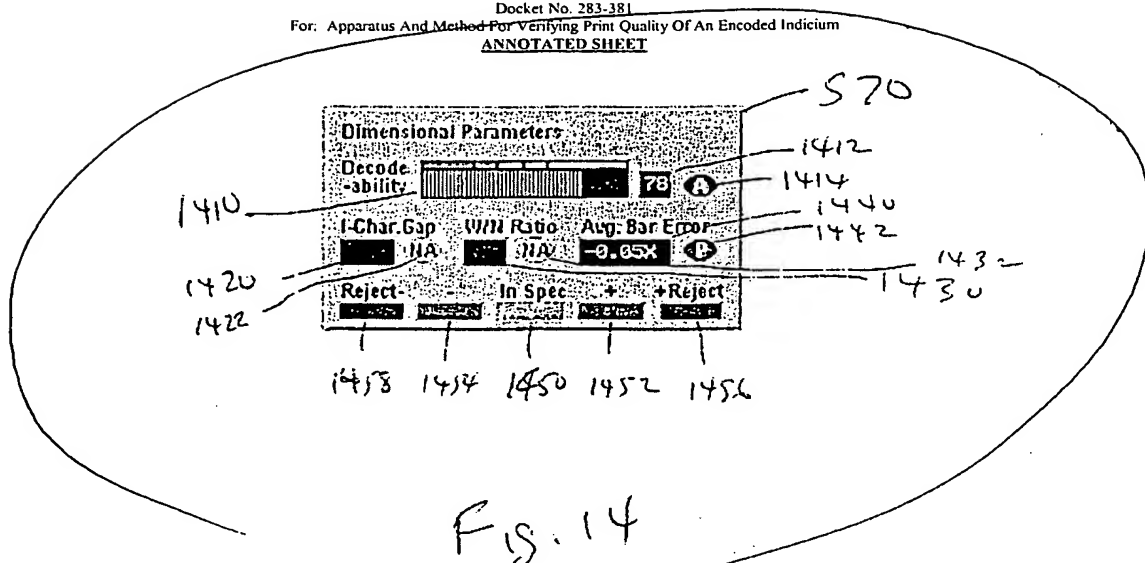 Docket No. 283-381
For: Apparatus And Method For Verifying Print Quality Of An Encoded Indicium
ANNOTATED SHEET
570
Dimensional Parameters
Decode
-ability
78
A
1412
1414
1410
1440
1442
I-Char.Gap
W/N Ratio
Avg. Bar Error
NA
NA
-0.05X
B
1432
1430
1420
1422
Reject-
-
In Spec
+
+Reject
1458
1454
1450
1452
1456
Fig. 14